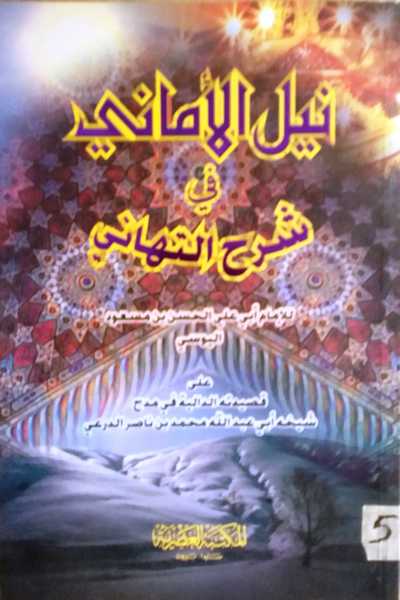 نيل الأماني
في
شرح التهاني
للإمام أبي علي الحسن بن مسعود
اليوسي
على
قصيدته الدالية في مدح
شيخه أبي عبد الله محمد بن ناصر الدرعي
المكتبة العصرية
5